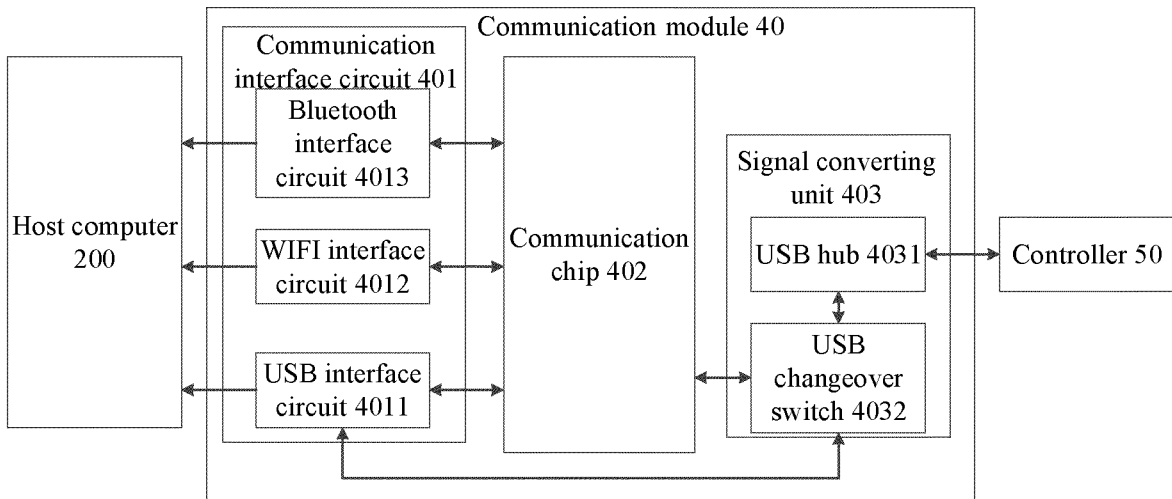 Communication module 40
Host computer
200
Communication
interface circuit 401
Bluetooth
interface
circuit 4013
WIFI interface
circuit 4012
USB interface
circuit 4011
Communication
chip 402
Signal converting
unit 403
USB hub 4031
USB
changeover
switch 4032
Controller 50